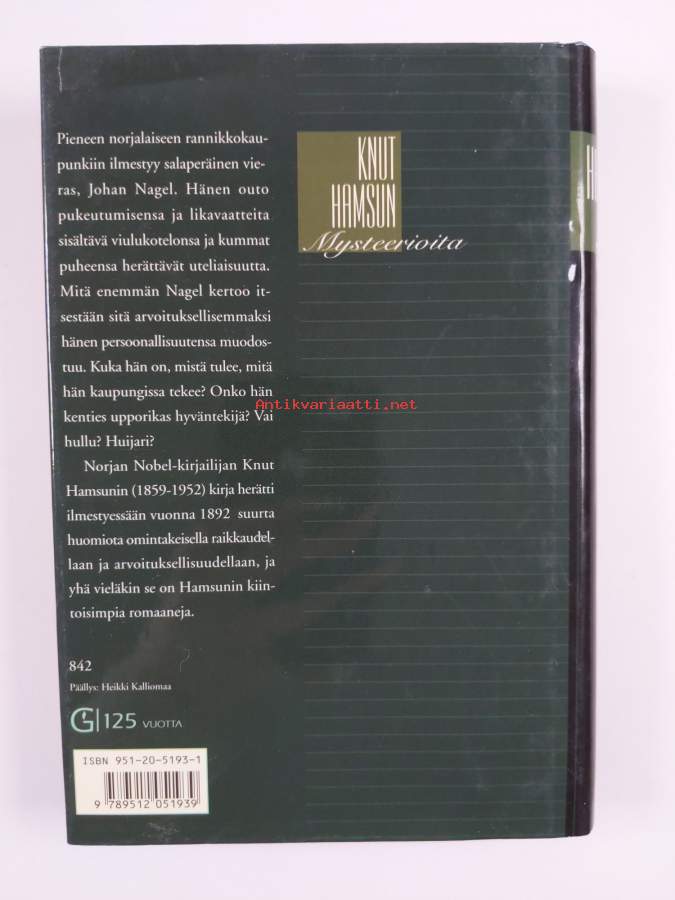 Pieneen norjalaiseen rannikkokau-
punkiin ilmestyy salaperäinen vie-
ras, Johan Nagel. Hänen outo
pukeutumisensa ja likavaatteita
sisältävä viulukotelonsa ja kummat
puheensa herättävät uteliaisuutta.
Mitä enemmän Nagel kertoo it-
sestään sitä arvoituksellisemmaksi
hänen persoonallisuutensa muodos-
tuu. Kuka hän on, mistä tulee, mitä
hän kaupungissa tekee? Onko hän
kenties upporikas hyväntekijä? Vai
hullu? Huijari?
Norjan Nobel-kirjailijan Knut
Hamsunin (1859-1952) kirja herätti
ilmestyessään vuonna 1892 suurta
huomiota omintakeisella raikkaudel-
laan ja arvoituksellisuudellaan, ja
yhä vieläkin se on Hamsunin kiin-
toisimpia romaaneja.
842
Päällys: Heikki Kalliomaa
G 125 VUOTTA
ISBN 951-20-5193-1
9 789512 051939
KNUT
HAMSUN
Mysteerioita
Antikvariaatti.net